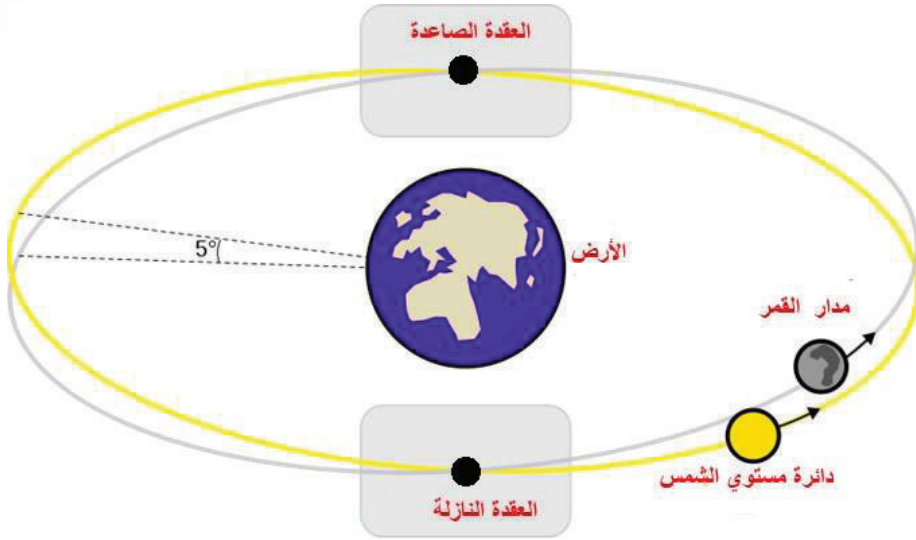 العقدة الصاعدة
5°
الأرض
مدار القمر
دائرة مستوي الشمس
العقدة النازلة